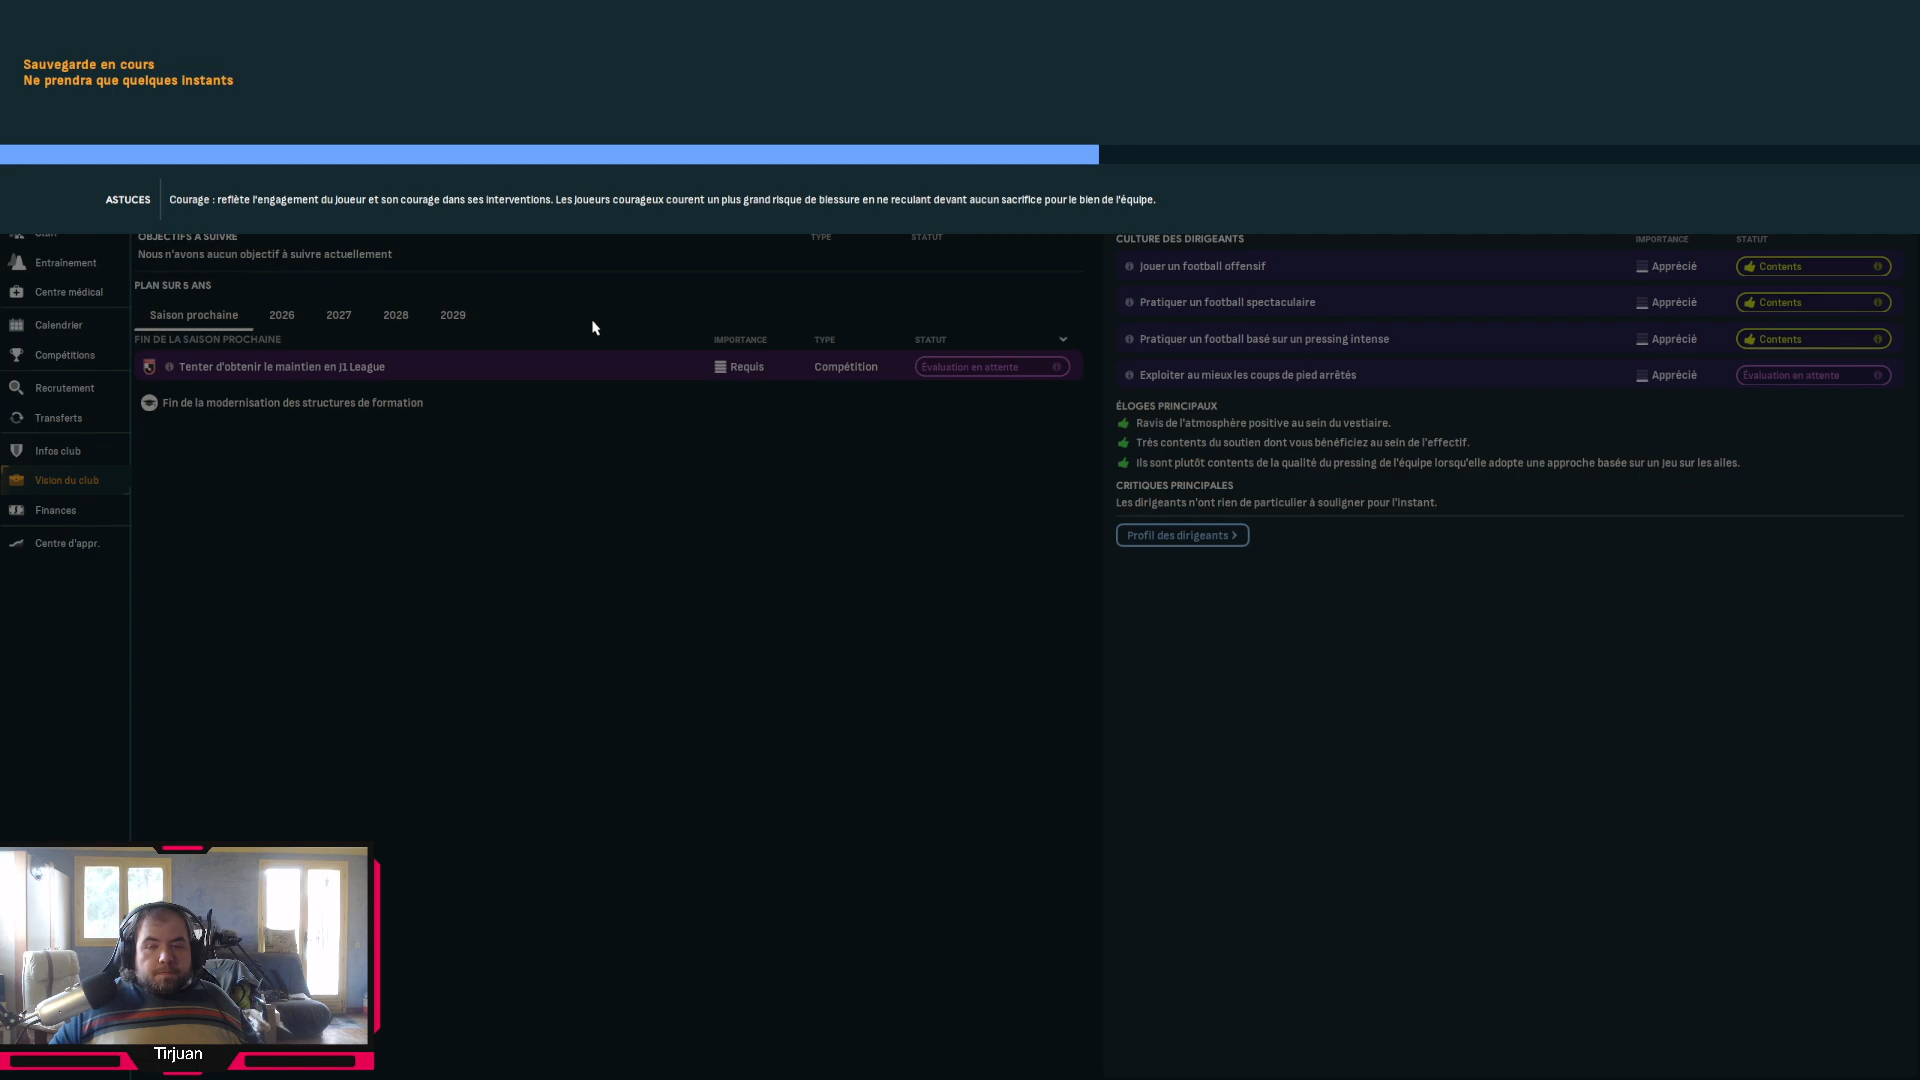 Sauvegarde en cours
Ne prendra que quelques instants
ASTUCES
Courage : reflète l'engagement du joueur et son courage dans ses interventions. Les joueurs courageux courent un plus grand risque de blessure en ne reculant devant aucun sacrifice pour le bien de l'équipe.
Entraînement
Centre médical
Calendrier
Compétitions
Recrutement
Transferts
Infos club
Vision du club
Finances
Centre d'appr.
OBJECTIFS À SUIVRE TYPE STATUT
Nous n'avons aucun objectif à suivre actuellement
PLAN SUR 5 ANS
Saison prochaine 2026 2027 2028 2029
FIN DE LA SAISON PROCHAINE IMPORTANCE TYPE STATUT
Tenter d'obtenir le maintien en J1 League Requis Compétition Évaluation en attente
Fin de la modernisation des structures de formation
CULTURE DES DIRIGEANTS IMPORTANCE STATUT
Jouer un football offensif Apprécié Contents
Pratiquer un football spectaculaire Apprécié Contents
Pratiquer un football basé sur un pressing intense Apprécié Contents
Exploiter au mieux les coups de pied arrêtés Apprécié Évaluation en attente
ÉLOGES PRINCIPAUX
Ravis de l'atmosphère positive au sein du vestiaire.
Très contents du soutien dont vous bénéficiez au sein de l'effectif.
Ils sont plutôt contents de la qualité du pressing de l'équipe lorsqu'elle adopte une approche basée sur un jeu sur les ailes.
CRITIQUES PRINCIPALES
Les dirigeants n'ont rien de particulier à souligner pour l'instant.
Profil des dirigeants >
Tirjuan